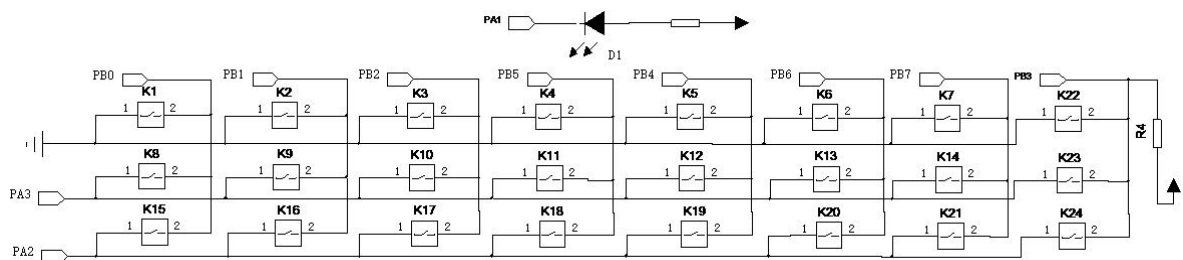 PA1
D1
PB0 PB1 PB2 PB5 PB4 PB6 PB7 PB3
K1 K2 K3 K4 K5 K6 K7 K22
1 2 1 2 1 2 1 2 1 2 1 2 1 2 1 2
R4
K8 K9 K10 K11 K12 K13 K14 K23
1 2 1 2 1 2 1 2 1 2 1 2 1 2 1 2
PA3
K15 K16 K17 K18 K19 K20 K21 K24
1 2 1 2 1 2 1 2 1 2 1 2 1 2 1 2
PA2